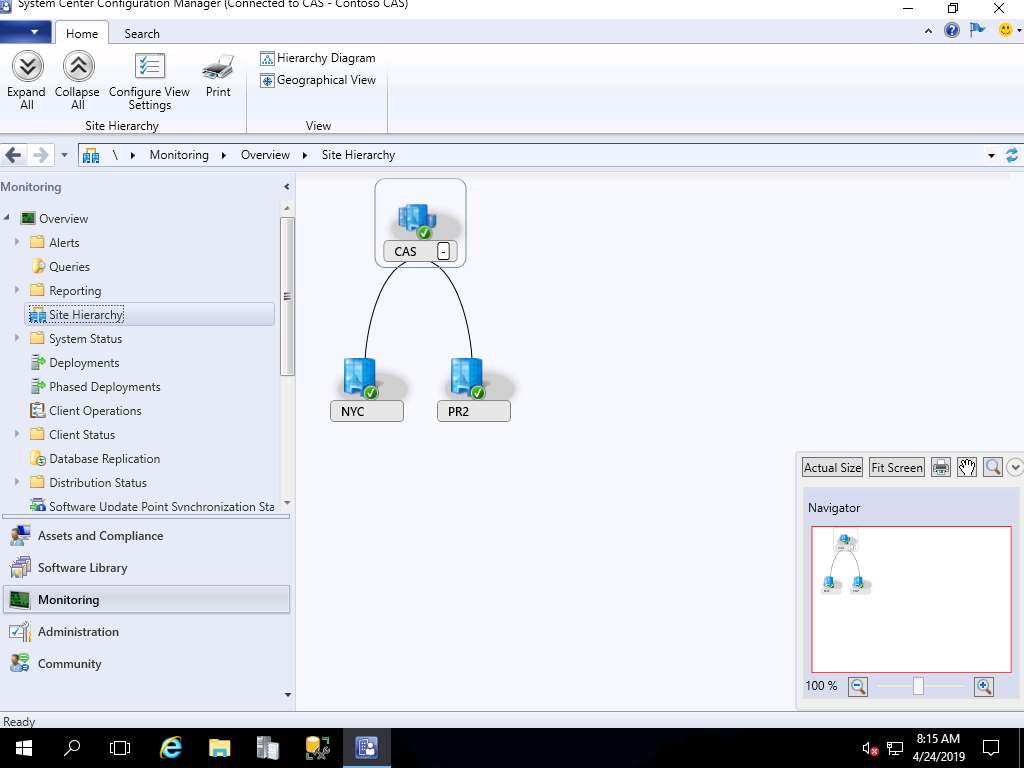 System Center Configuration Manager (Connected to CAS - Contoso CAS)
Home
Search
Expand All
Collapse All
Configure View Settings
Print
Hierarchy Diagram
Geographical View
Site Hierarchy
View
\ Monitoring Overview Site Hierarchy
Monitoring
Overview
Alerts
Queries
Reporting
Site Hierarchy
System Status
Deployments
Phased Deployments
Client Operations
Client Status
Database Replication
Distribution Status
Software Update Point Synchronization Sta
Assets and Compliance
Software Library
Monitoring
Administration
Community
CAS -
NYC
PR2
Actual Size
Fit Screen
Navigator
100 %
Ready
8:15 AM
4/24/2019